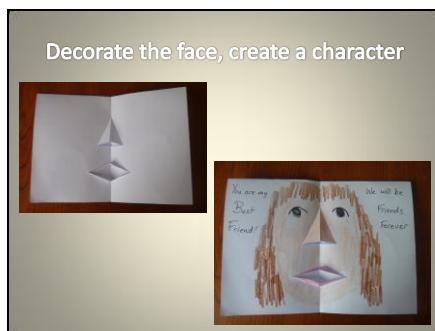 Decorate the face, create a character
You are my
Best
Friend!
We will be
Friends
Forever